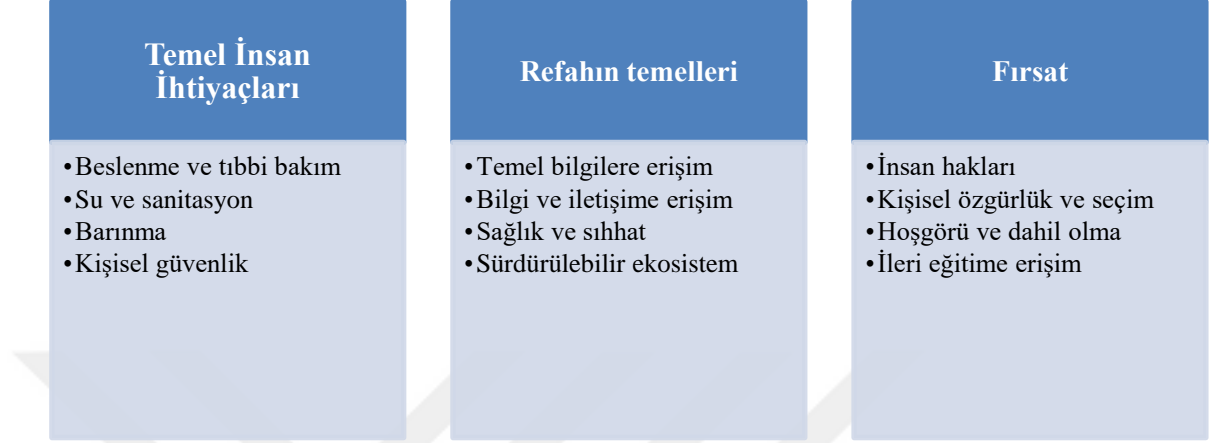 Temel İnsan
İhtiyaçları
•Beslenme ve tıbbi bakım
•Su ve sanitasyon
•Barınma
•Kişisel güvenlik
Refahın temelleri
•Temel bilgilere erişim
•Bilgi ve iletişime erişim
•Sağlık ve sıhhat
•Sürdürülebilir ekosistem
Fırsat
•İnsan hakları
•Kişisel özgürlük ve seçim
•Hoşgörü ve dahil olma
•İleri eğitime erişim